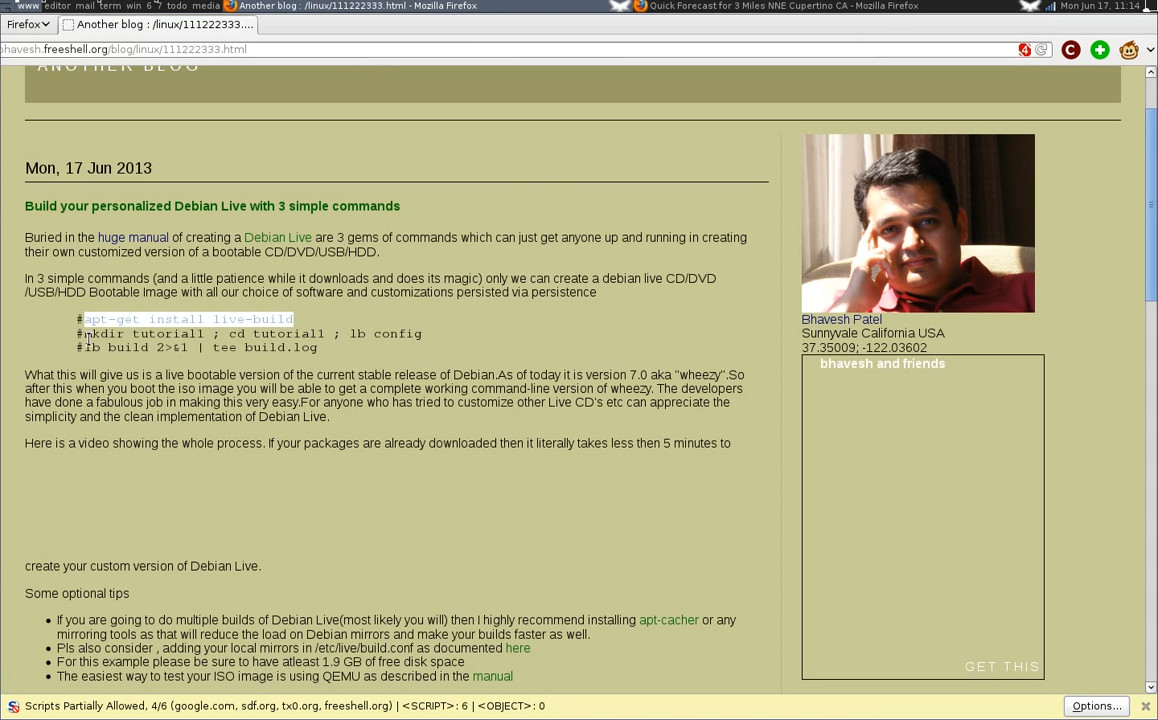 www editor mail term win 6 7 todo media Another blog : /linux/111222333.html - Mozilla Firefox Quick Forecast for 3 Miles NNE Cupertino CA - Mozilla Firefox Mon Jun 17, 11:14
Firefox Another blog : /linux/111222333....
bhavesh.freeshell.org/blog/linux/111222333.html 4 C
ANOTHER BLOG
Mon, 17 Jun 2013
Build your personalized Debian Live with 3 simple commands
Buried in the huge manual of creating a Debian Live are 3 gems of commands which can just get anyone up and running in creating
their own customized version of a bootable CD/DVD/USB/HDD.
In 3 simple commands (and a little patience while it downloads and does its magic) only we can create a debian live CD/DVD
/USB/HDD Bootable Image with all our choice of software and customizations persisted via persistence
#apt-get install live-build
#mkdir tutorial1 ; cd tutorial1 ; lb config
#lb build 2>&1 | tee build.log
What this will give us is a live bootable version of the current stable release of Debian.As of today it is version 7.0 aka "wheezy".So
after this when you boot the iso image you will be able to get a complete working command-line version of wheezy. The developers
have done a fabulous job in making this very easy.For anyone who has tried to customize other Live CD's etc can appreciate the
simplicity and the clean implementation of Debian Live.
Here is a video showing the whole process. If your packages are already downloaded then it literally takes less then 5 minutes to
create your custom version of Debian Live.
Some optional tips
If you are going to do multiple builds of Debian Live(most likely you will) then I highly recommend installing apt-cacher or any
mirroring tools as that will reduce the load on Debian mirrors and make your builds faster as well.
Pls also consider , adding your local mirrors in /etc/live/build.conf as documented here
For this example please be sure to have atleast 1.9 GB of free disk space
The easiest way to test your ISO image is using QEMU as described in the manual
Bhavesh Patel
Sunnyvale California USA
37.35009; -122.03602
bhavesh and friends
GET THIS
Scripts Partially Allowed, 4/6 (google.com, sdf.org, tx0.org, freeshell.org) | <SCRIPT>: 6 | <OBJECT>: 0 Options...